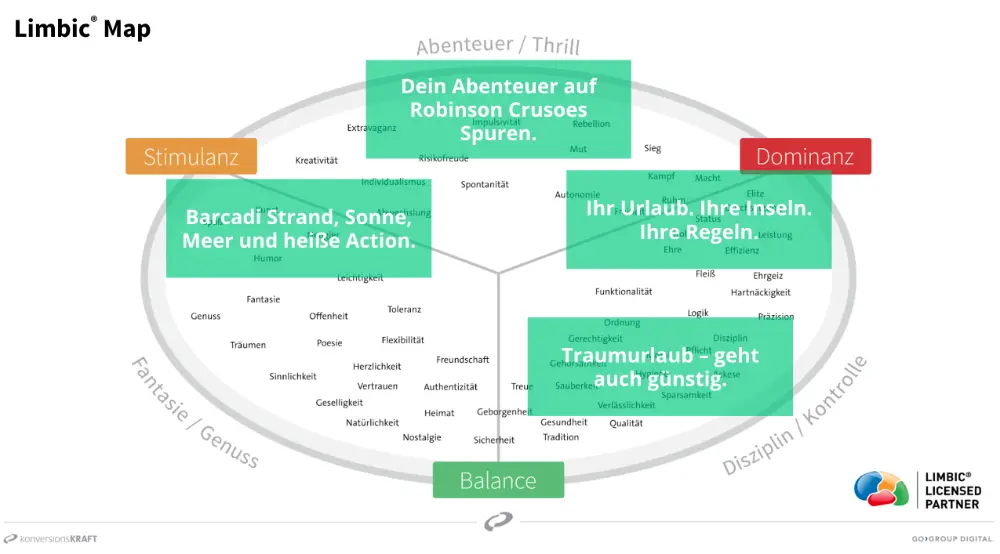 Limbic® Map
Abenteuer / Thrill
Dein Abenteuer auf
Robinson Crusoes
Spuren.
Extravaganz
Impulsivität
Rebellion
Stimulanz
Kreativität
Risikofreude
Mut
Sieg
Dominanz
Individualismus
Spontanität
Kampf
Macht
Autonomie
Ruhm
Elite
Barcadi Strand, Sonne,
Meer und heiße Action.
Ihr Urlaub. Ihre Inseln.
Ihre Regeln.
Status
Leistung
Ehre
Effizienz
Humor
Leichtigkeit
Fleiß
Ehrgeiz
Funktionalität
Hartnäckigkeit
Fantasie
Genuss
Offenheit
Toleranz
Logik
Präzision
Ordnung
Träumen
Poesie
Flexibilität
Gerechtigkeit
Disziplin
Pflicht
Traumurlaub – geht
auch günstig.
Freundschaft
Herzlichkeit
Sinnlichkeit
Vertrauen
Authentizität
Treue
Sauberkeit
Sparsamkeit
Geselligkeit
Heimat
Geborgenheit
Verlässlichkeit
Natürlichkeit
Gesundheit
Qualität
Nostalgie
Sicherheit
Tradition
Fantasie / Genuss
Disziplin / Kontrolle
Balance
LIMBIC®
LICENSED
PARTNER
konversionsKRAFT
GO>GROUP DIGITAL.